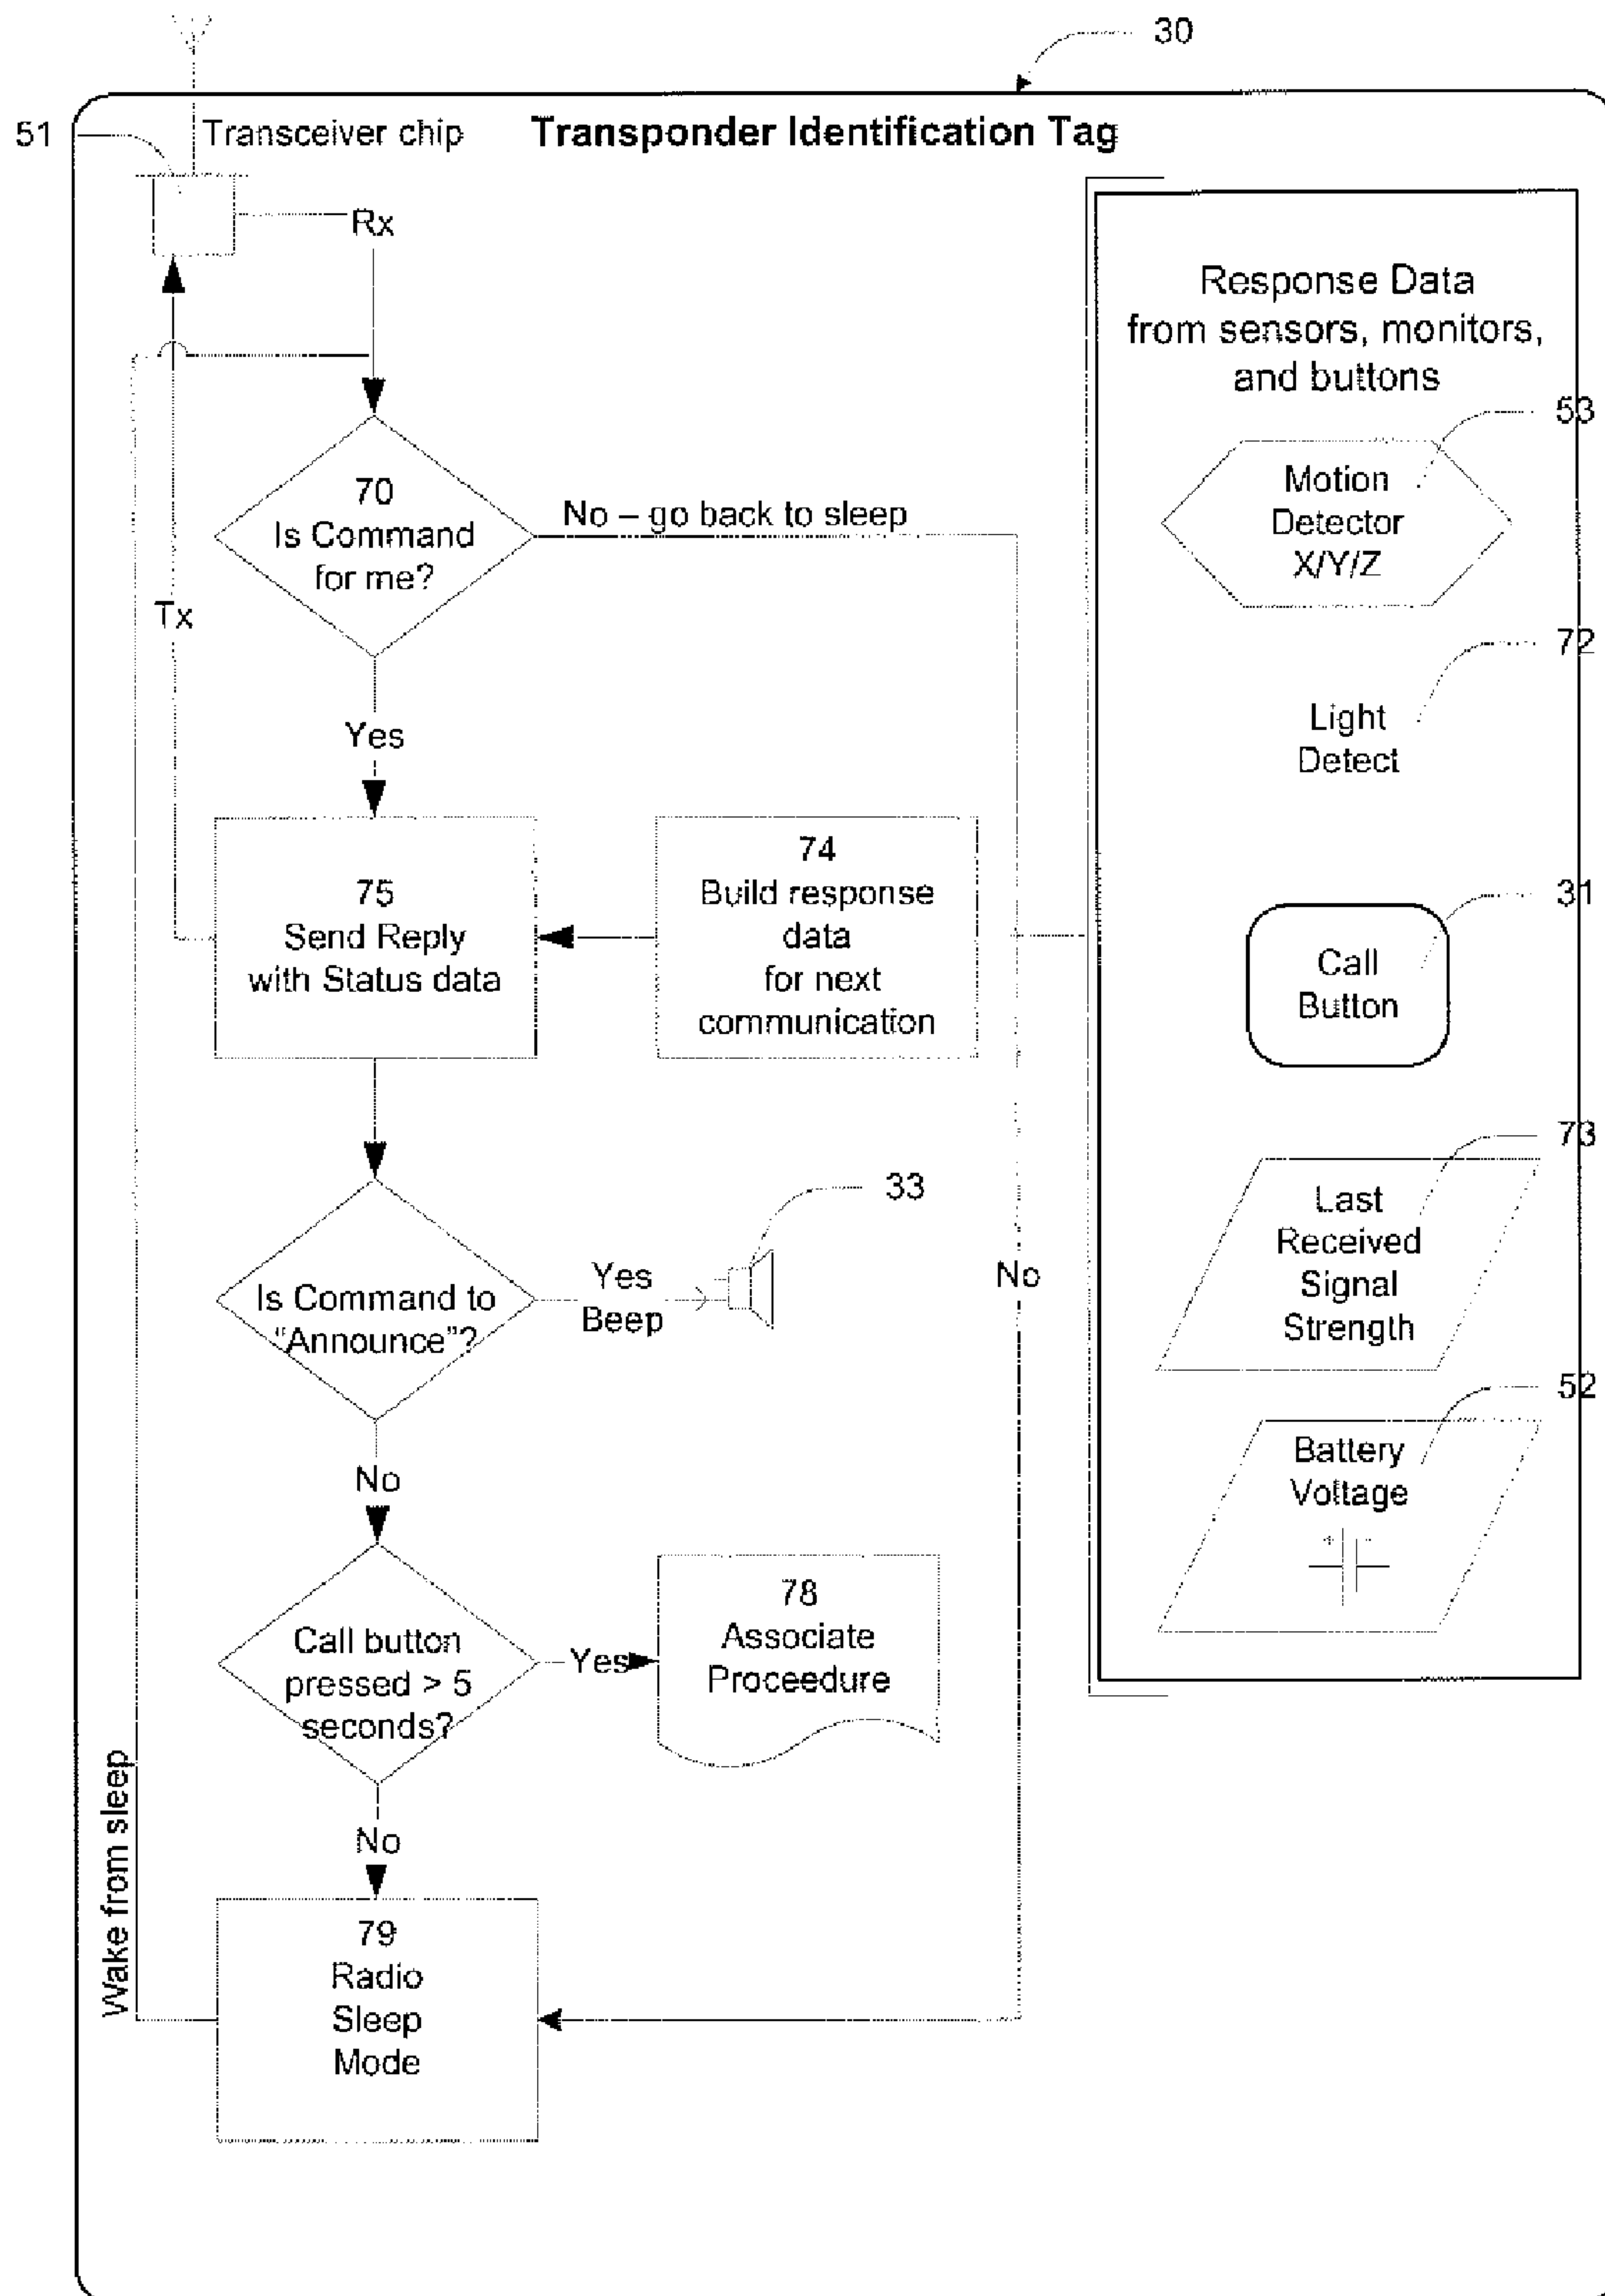 30
51
Transceiver chip
Transponder Identification Tag
Rx
Response Data
from sensors, monitors,
and buttons
53
Motion
Detector
X/Y/Z
70
Is Command
for me?
No – go back to sleep
Tx
72
Light
Detect
Yes
75
Send Reply
with Status data
74
Build response
data
for next
communication
31
Call
Button
73
Last
Received
Signal
Strength
33
Is Command to
"Announce"?
Yes
Beep
No
52
Battery
Voltage
+ -
No
Call button
pressed > 5
seconds?
Yes
78
Associate
Proceedure
No
Wake from sleep
79
Radio
Sleep
Mode